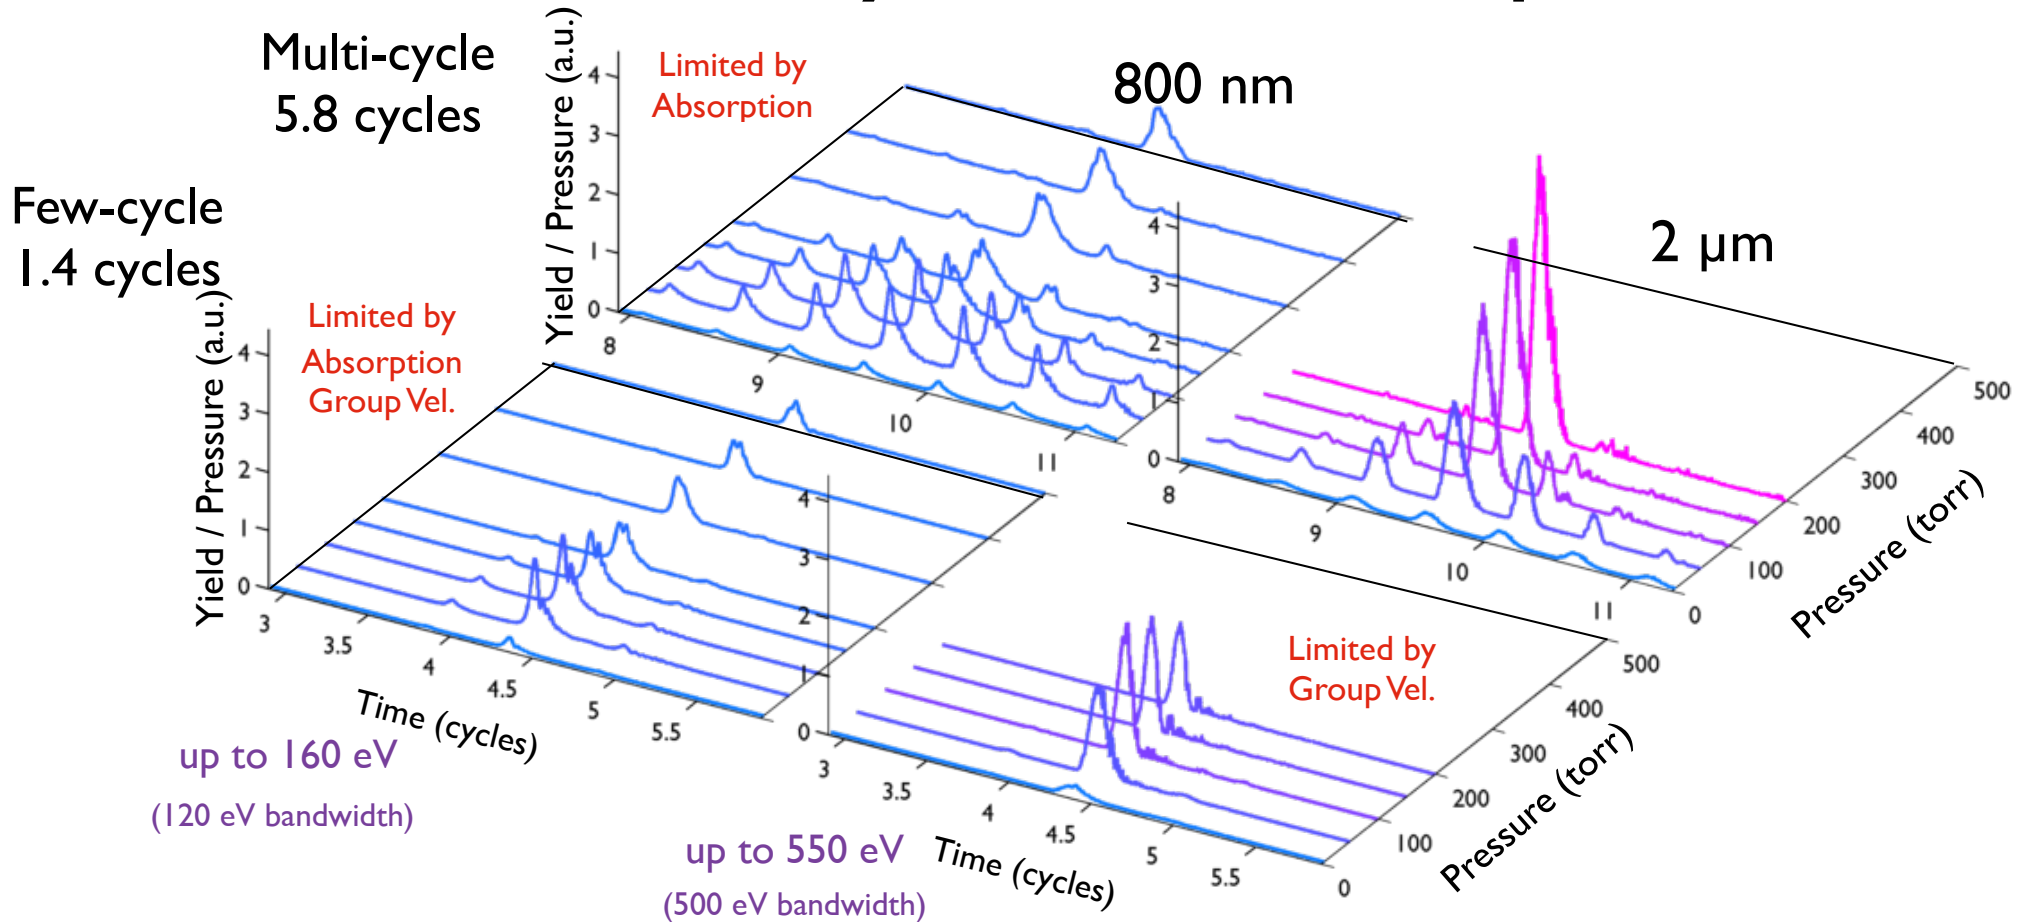 Multi-cycle
5.8 cycles
Few-cycle
1.4 cycles
800 nm
2 µm
Yield / Pressure (a.u.)
4
3
2
1
0
Limited by
Absorption
8
9
10
11
4
3
2
1
0
8
9
10
11
0
100
200
300
400
500
Pressure (torr)
Yield / Pressure (a.u.)
4
3
2
1
0
Limited by
Absorption
Group Vel.
3
3.5
4
4.5
5
5.5
Time (cycles)
up to 160 eV
(120 eV bandwidth)
4
3
2
1
0
Limited by
Group Vel.
3
3.5
4
4.5
5
5.5
Time (cycles)
0
100
200
300
400
500
Pressure (torr)
up to 550 eV
(500 eV bandwidth)